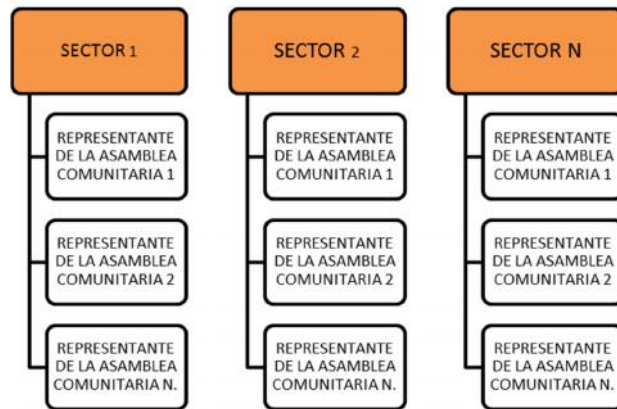 SECTOR 1
REPRESENTANTE
DE LA ASAMBLEA
COMUNITARIA 1
REPRESENTANTE
DE LA ASAMBLEA
COMUNITARIA 2
REPRESENTANTE
DE LA ASAMBLEA
COMUNITARIA N.
SECTOR 2
REPRESENTANTE
DE LA ASAMBLEA
COMUNITARIA 1
REPRESENTANTE
DE LA ASAMBLEA
COMUNITARIA 2
REPRESENTANTE
DE LA ASAMBLEA
COMUNITARIA N.
SECTOR N
REPRESENTANTE
DE LA ASAMBLEA
COMUNITARIA 1
REPRESENTANTE
DE LA ASAMBLEA
COMUNITARIA 2
REPRESENTANTE
DE LA ASAMBLEA
COMUNITARIA N.